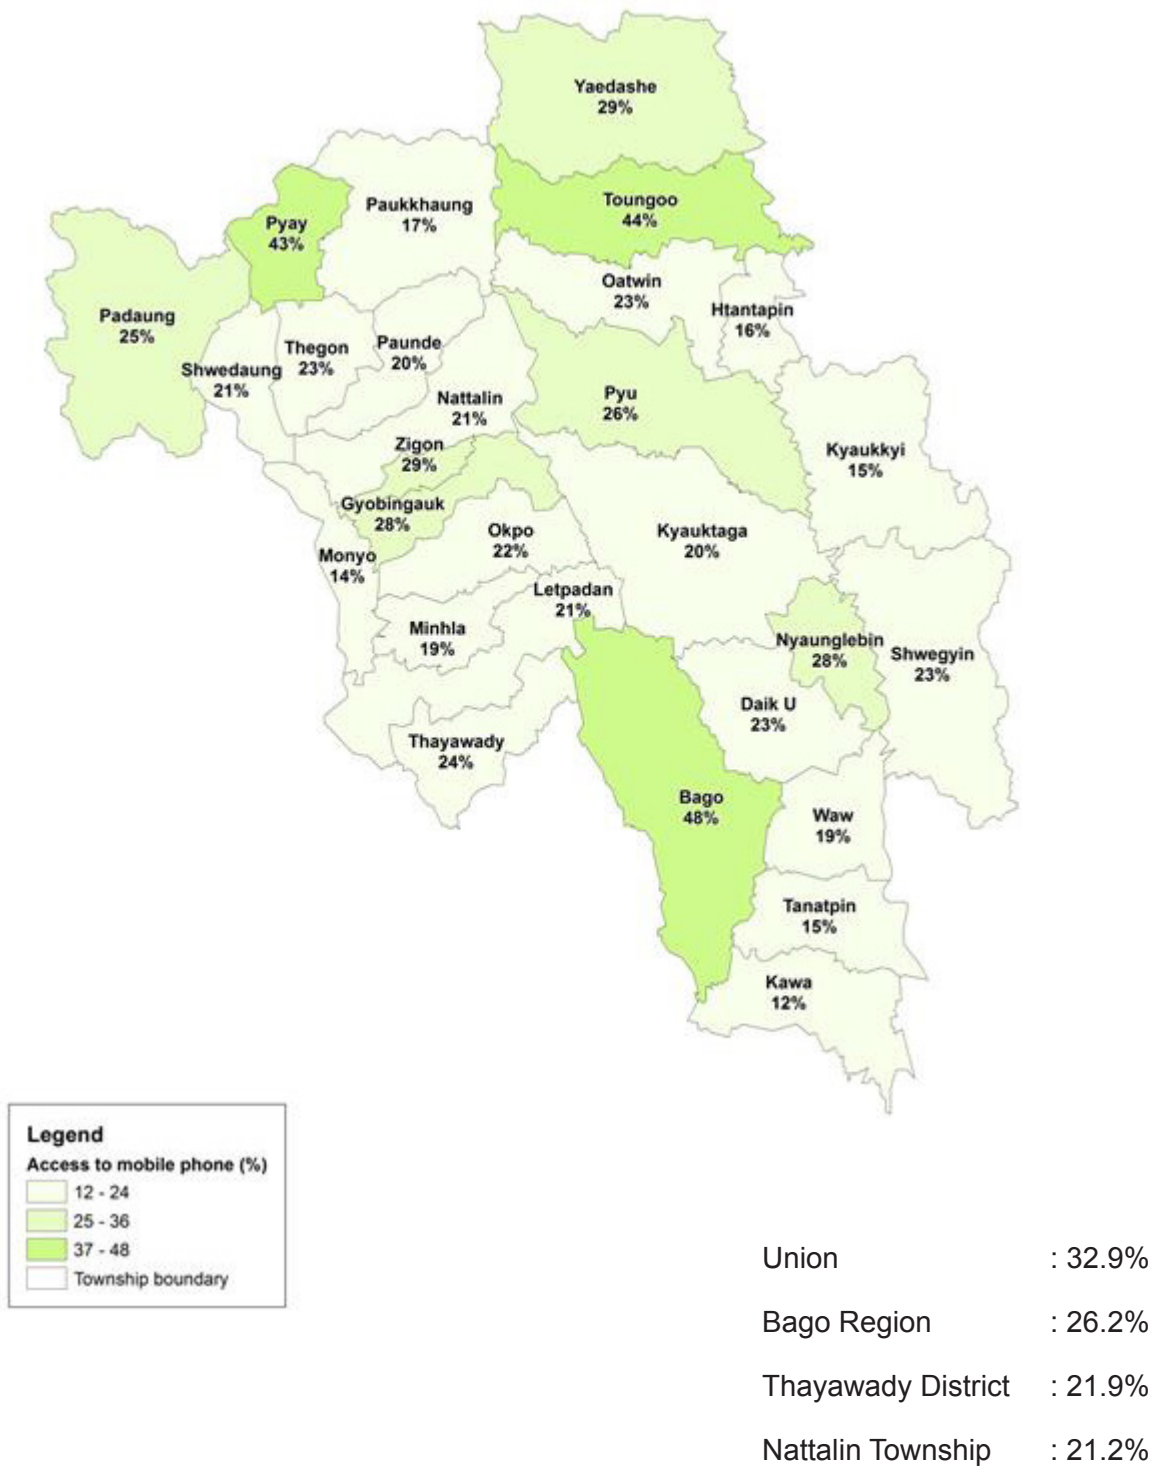 Yaedashe
29%
Toungoo
44%
Paukkhaung
17%
Pyay
43%
Oatwin
23%
Htantapin
16%
Padaung
25%
Shwedaung
21%
Thegon
23%
Paunde
20%
Nattalin
21%
Pyu
26%
Kyaukkyi
15%
Zigon
29%
Gyobingauk
28%
Okpo
22%
Kyauktaga
20%
Monyo
14%
Letpadan
21%
Minhla
19%
Nyaunglebin
28%
Shwegyin
23%
Daik U
23%
Thayawady
24%
Bago
48%
Waw
19%
Tanatpin
15%
Kawa
12%
Legend
Access to mobile phone (%)
12 - 24
25 - 36
37 - 48
Township boundary
Union : 32.9%
Bago Region : 26.2%
Thayawady District : 21.9%
Nattalin Township : 21.2%